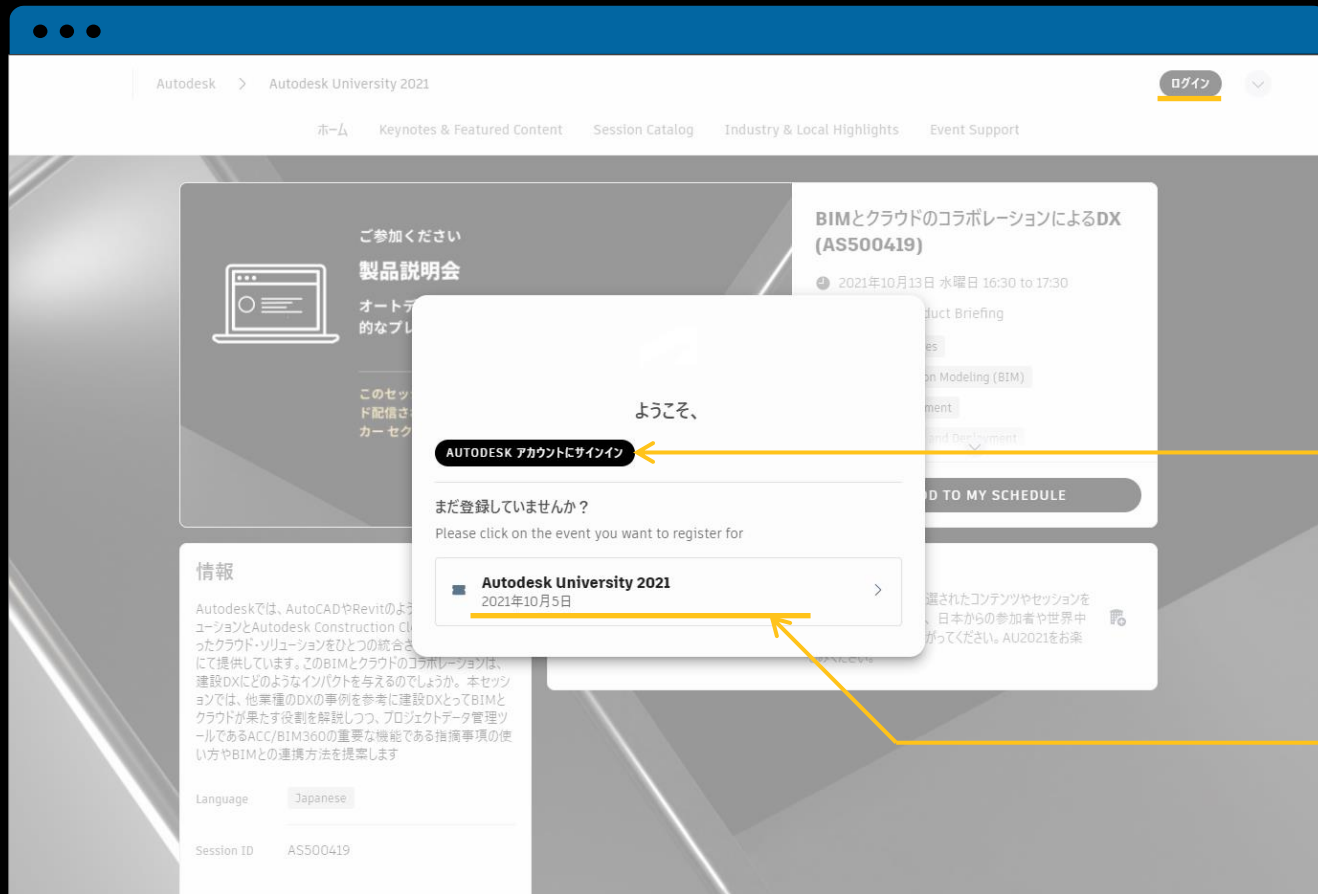 Autodesk > Autodesk University 2021
ログイン
ホーム Keynotes & Featured Content Session Catalog Industry & Local Highlights Event Support
ご参加ください
製品説明会
オートデ
的なプレ
このセッ
ド配信さ
カー セク
BIMとクラウドのコラボレーションによるDX
(AS500419)
2021年10月13日 水曜日 16:30 to 17:30
duct Briefing
es
on Modeling (BIM)
ment
and Deployment
D TO MY SCHEDULE
ようこそ、
AUTODESK アカウントにサインイン
まだ登録していませんか？
Please click on the event you want to register for
Autodesk University 2021
2021年10月5日
情報
Autodeskでは、AutoCADやRevitのよう
ューションとAutodesk Construction Cl
ったクラウド・ソリューションをひとつの統合さ
にて提供しています。このBIMとクラウドのコラボレーションは、
建設DXにどのようなインパクトを与えるのでしょうか。本セッシ
ョンでは、他業種のDXの事例を参考に建設DXとってBIMと
クラウドが果たす役割を解説しつつ、プロジェクトデータ管理ツ
ールであるACC/BIM360の重要な機能である指摘事項の使
い方やBIMとの連携方法を提案します
Language Japanese
Session ID AS500419
選されたコンテンツやセッションを
、日本からの参加者や世界中
がってください。AU2021をお楽